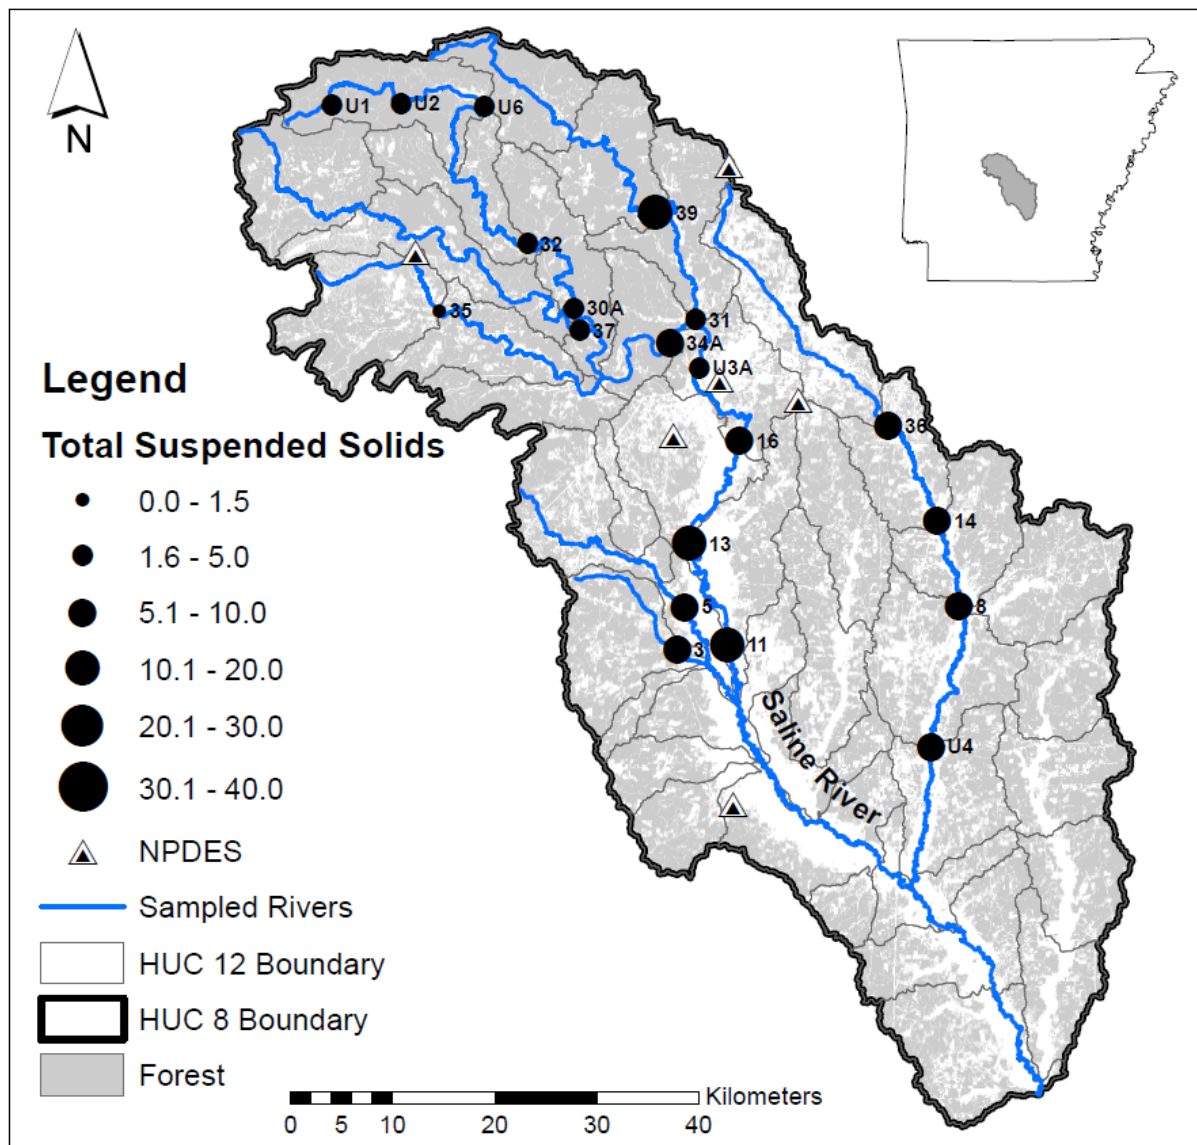 N
U1
U2
U6
39
32
35
30A
37
31
34A
U3A
36
16
14
13
5
8
3
11
U4
Saline River
Legend
Total Suspended Solids
0.0 - 1.5
1.6 - 5.0
5.1 - 10.0
10.1 - 20.0
20.1 - 30.0
30.1 - 40.0
NPDES
Sampled Rivers
HUC 12 Boundary
HUC 8 Boundary
Forest
Kilometers
0 5 10 20 30 40